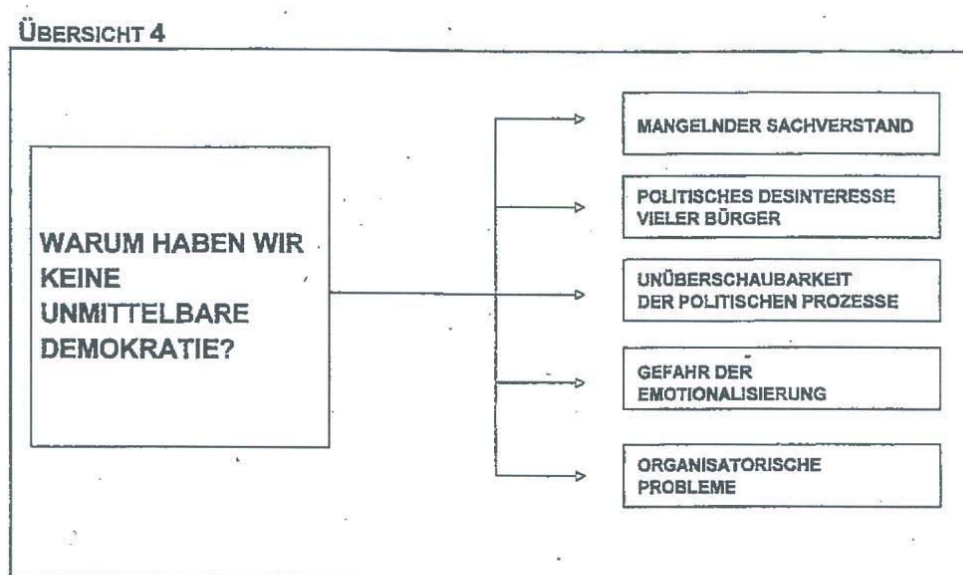 ÜBERSICHT 4
WARUM HABEN WIR
KEINE
UNMITTELBARE
DEMOKRATIE?
MANGELNDER SACHVERSTAND
POLITISCHES DESINTERESSE
VIELER BÜRGER
UNÜBERSCHAUBARKEIT
DER POLITISCHEN PROZESSE
GEFAHR DER
EMOTIONALISIERUNG
ORGANISATORISCHE
PROBLEME